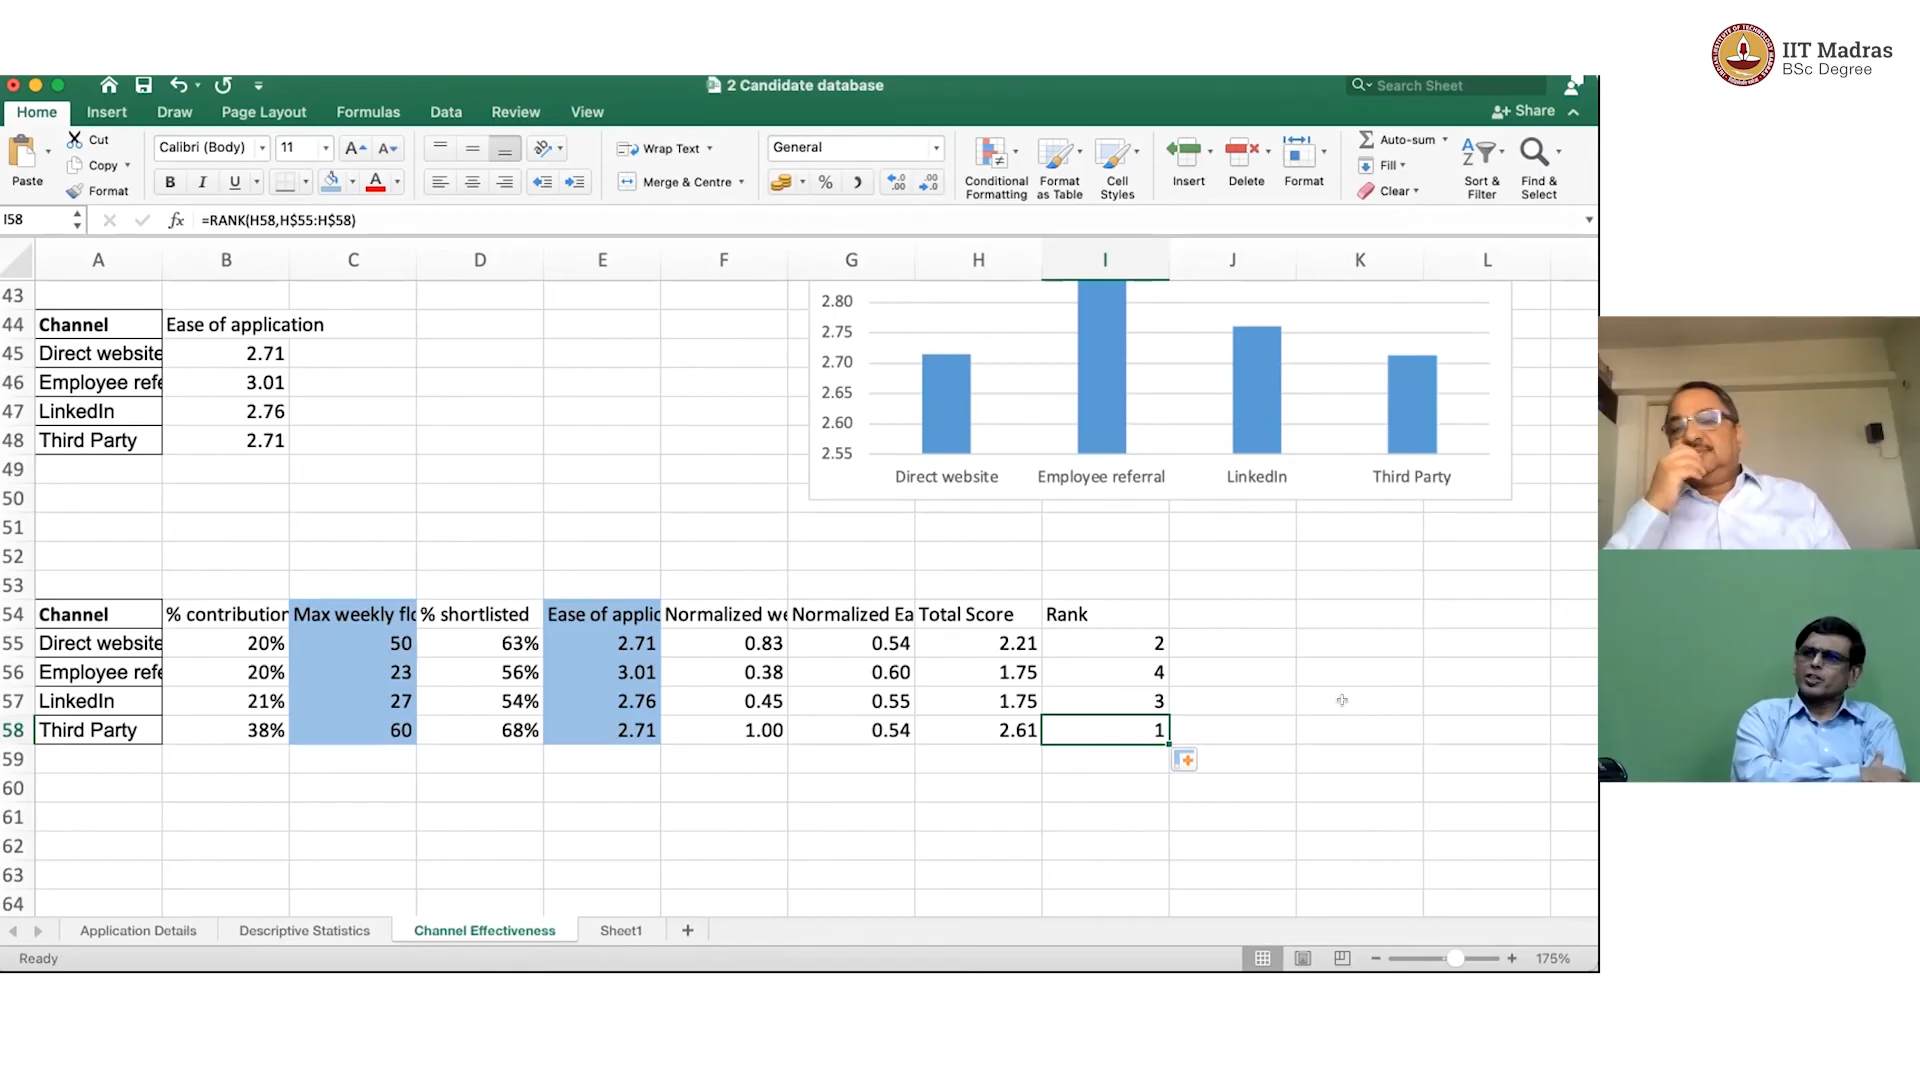 IIT Madras
BSc Degree
2 Candidate database
Search Sheet
Home Insert Draw Page Layout Formulas Data Review View
Share
Paste
Cut
Copy
Format
Calibri (Body) 11
B I U
Wrap Text
Merge & Centre
General
Conditional Formatting
Format as Table
Cell Styles
Insert
Delete
Format
Auto-sum
Fill
Clear
Sort & Filter
Find & Select
I58 fx =RANK(H58,H$55:H$58)
A B C D E F G H I J K L
43
44 Channel Ease of application
45 Direct website 2.71
46 Employee refe 3.01
47 LinkedIn 2.76
48 Third Party 2.71
49
50
51
52
53
2.80
2.75
2.70
2.65
2.60
2.55
Direct website Employee referral LinkedIn Third Party
54 Channel % contribution Max weekly flo % shortlisted Ease of applic Normalized we Normalized Ea Total Score Rank
55 Direct website 20% 50 63% 2.71 0.83 0.54 2.21 2
56 Employee refe 20% 23 56% 3.01 0.38 0.60 1.75 4
57 LinkedIn 21% 27 54% 2.76 0.45 0.55 1.75 3
58 Third Party 38% 60 68% 2.71 1.00 0.54 2.61 1
59
60
61
62
63
64
Application Details Descriptive Statistics Channel Effectiveness Sheet1 +
Ready
175%